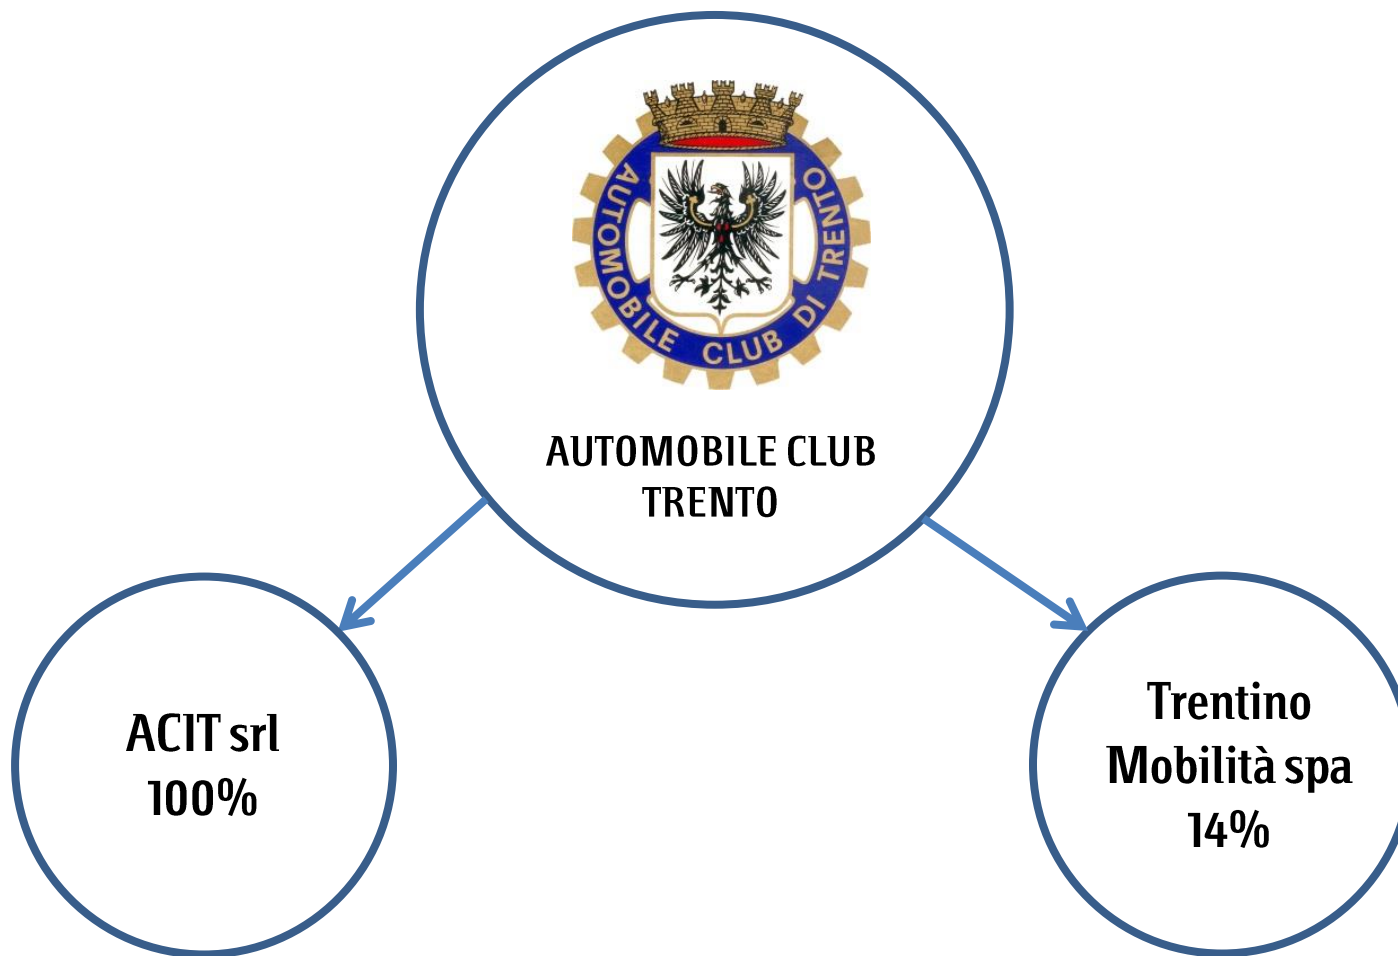 AUTOMOBILE CLUB DI TRENTO
AUTOMOBILE CLUB
TRENTO
ACIT srl
100%
Trentino
Mobilità spa
14%